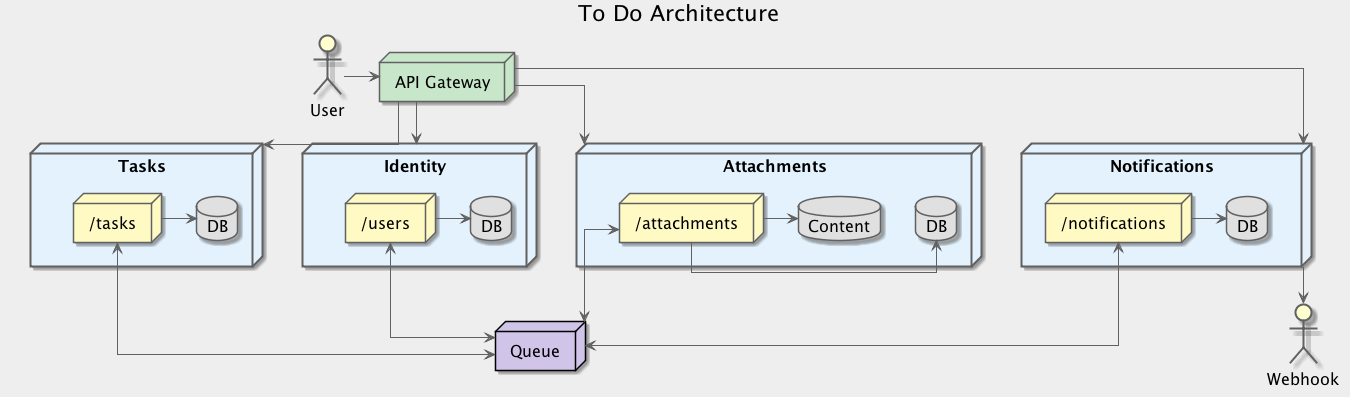 To Do Architecture
User
API Gateway
Tasks
Identity
Attachments
Notifications
/tasks
DB
/users
DB
/attachments
Content
DB
/notifications
DB
Queue
Webhook